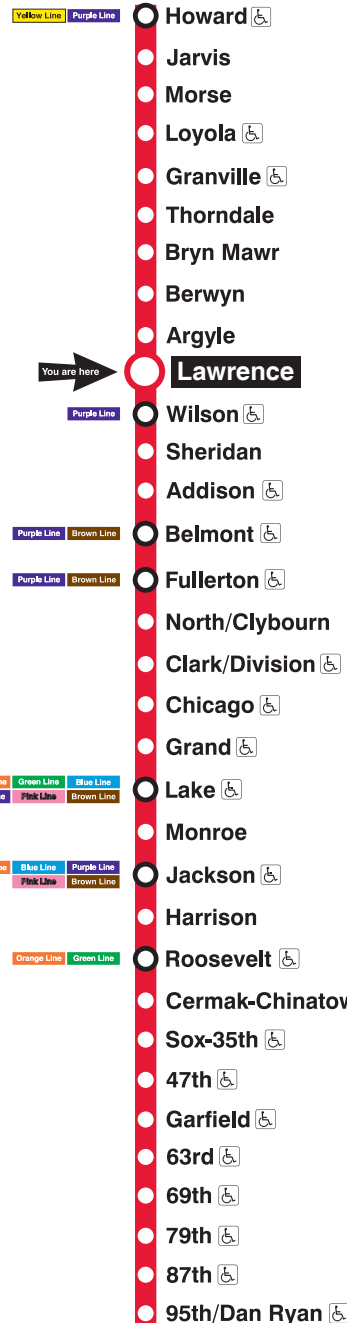 Yellow Line Purple Line Howard
Jarvis
Morse
Loyola
Granville
Thorndale
Bryn Mawr
Berwyn
Argyle
You are here Lawrence
Purple Line Wilson
Sheridan
Addison
Purple Line Brown Line Belmont
Purple Line Brown Line Fullerton
North/Clybourn
Clark/Division
Chicago
Grand
Green Line Blue Line
Pink Line Brown Line
Lake
Monroe
Blue Line Purple Line
Pink Line Brown Line
Jackson
Harrison
Orange Line Green Line Roosevelt
Cermak-Chinatow
Sox-35th
47th
Garfield
63rd
69th
79th
87th
95th/Dan Ryan